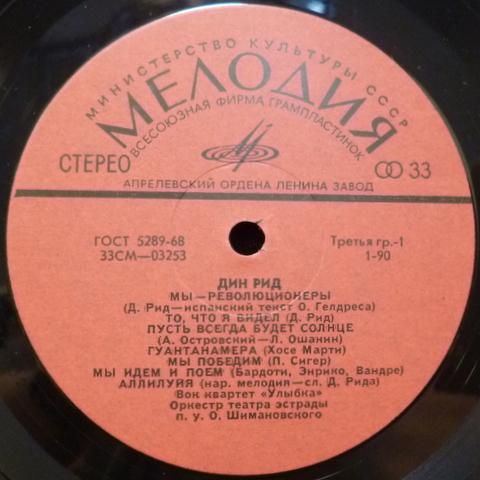 МИНИСТЕРСТВО КУЛЬТУРЫ СССР
МЕЛОДИЯ
ВСЕСОЮЗНАЯ ФИРМА ГРАМПЛАСТИНОК
СТЕРЕО 33
АПРЕЛЕВСКИЙ ОРДЕНА ЛЕНИНА ЗАВОД
ГОСТ 5289-68 Третья гр.-1
33СМ—03253 1-90
ДИН РИД
МЫ—РЕВОЛЮЦИОНЕРЫ
(Д. Рид—испанский текст О. Гелдреса)
ТО, ЧТО Я ВИДЕЛ (Д. Рид)
ПУСТЬ ВСЕГДА БУДЕТ СОЛНЦЕ
(А. Островский—Л. Ошанин)
ГУАНТАНАМЕРА (Хосе Марти)
МЫ ПОБЕДИМ (П. Сигер)
МЫ ИДЕМ И ПОЕМ (Бардоти, Энрико, Вандре)
АЛЛИЛУЙЯ (нар. мелодия—сл. Д. Рида)
Вок квартет «Улыбка»
Оркестр театра эстрады
п. у О. Шимановского